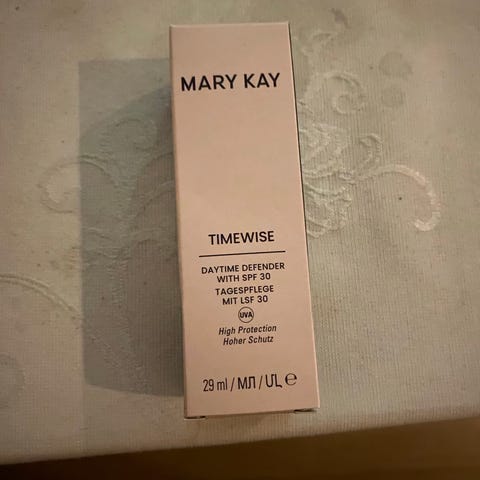 MARY KAY
TIMEWISE
DAYTIME DEFENDER
WITH SPF 30
TAGESPFLEGE
MIT LSF 30
UVA
High Protection
Hoher Schutz
29 ml / МЛ / ՄԼ ℮